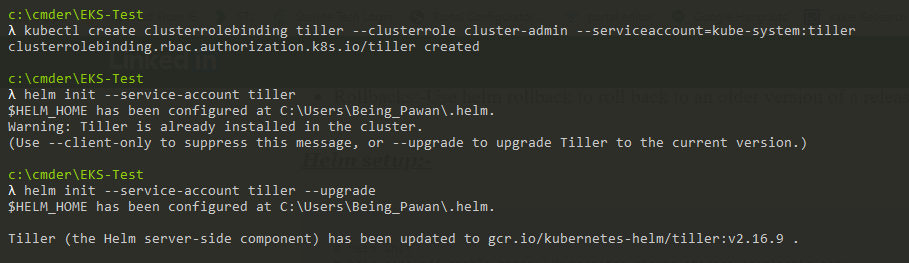 c:\cmder\EKS-Test
λ kubectl create clusterrolebinding tiller --clusterrole cluster-admin --serviceaccount=kube-system:tiller
clusterrolebinding.rbac.authorization.k8s.io/tiller created
Linked in
c:\cmder\EKS-Test
λ helm init --service-account tiller
$HELM_HOME has been configured at C:\Users\Being_Pawan\.helm.
Warning: Tiller is already installed in the cluster.
(Use --client-only to suppress this message, or --upgrade to upgrade Tiller to the current version.)
Helm setup:-
c:\cmder\EKS-Test
λ helm init --service-account tiller --upgrade
$HELM_HOME has been configured at C:\Users\Being_Pawan\.helm.
Tiller (the Helm server-side component) has been updated to gcr.io/kubernetes-helm/tiller:v2.16.9 .